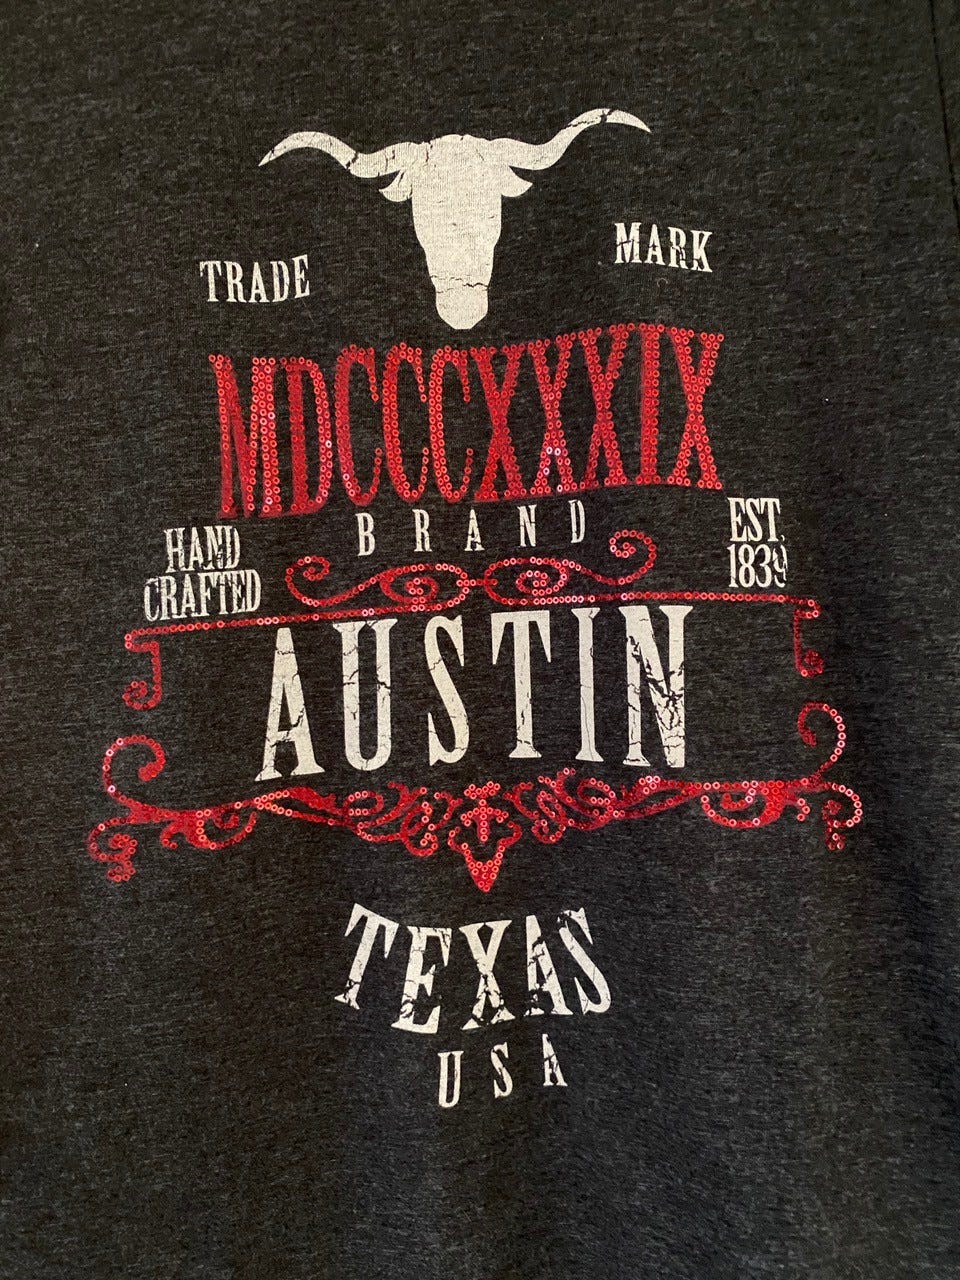 TRADE MARK
MDCCCXXXIX
BRAND
HAND
CRAFTED
EST.
1839
AUSTIN
TEXAS
USA